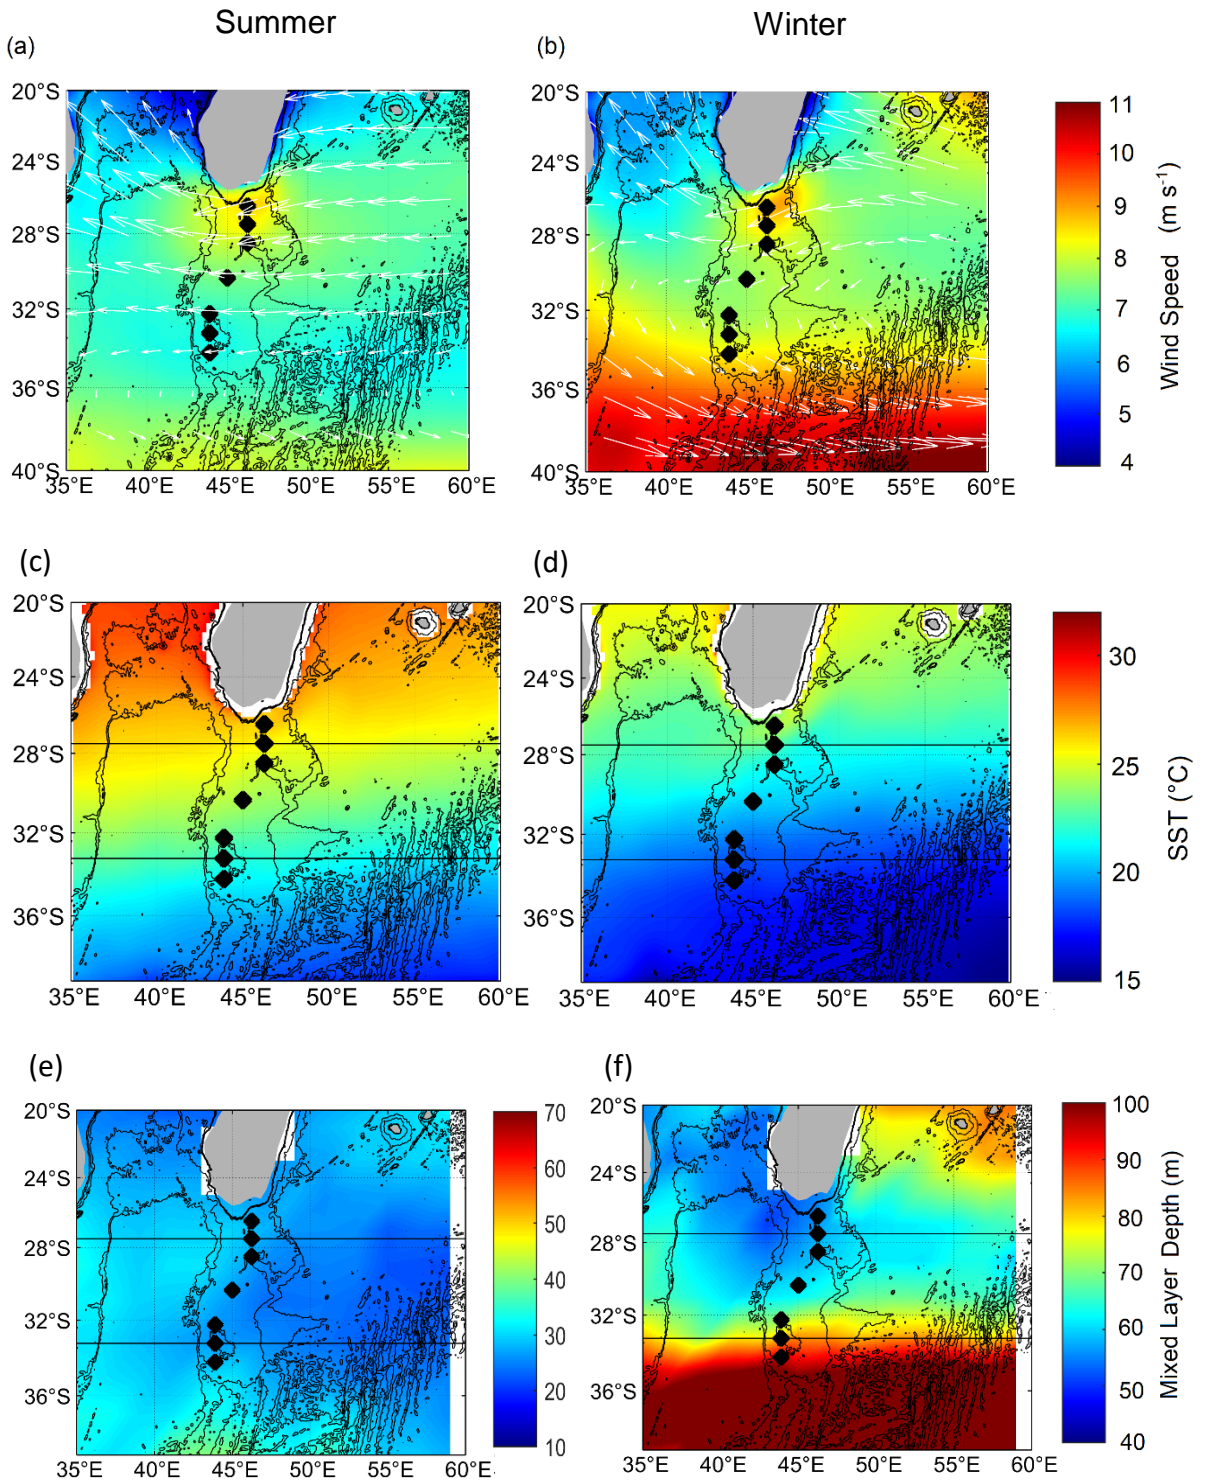 Summer
Winter
(a)
(b)
20°S
24°S
28°S
32°S
36°S
40°S
35°E
40°E
45°E
50°E
55°E
60°E
20°S
24°S
28°S
32°S
36°S
40°S
35°E
40°E
45°E
50°E
55°E
60°E
11
10
9
8
7
6
5
4
Wind Speed (m s-1)
(c)
(d)
20°S
24°S
28°S
32°S
36°S
35°E
40°E
45°E
50°E
55°E
60°E
20°S
24°S
28°S
32°S
36°S
35°E
40°E
45°E
50°E
55°E
60°E
30
25
20
15
SST (°C)
(e)
(f)
20°S
24°S
28°S
32°S
36°S
35°E
40°E
45°E
50°E
55°E
60°E
70
60
50
40
30
20
10
20°S
24°S
28°S
32°S
36°S
35°E
40°E
45°E
50°E
55°E
60°E
100
90
80
70
60
50
40
Mixed Layer Depth (m)